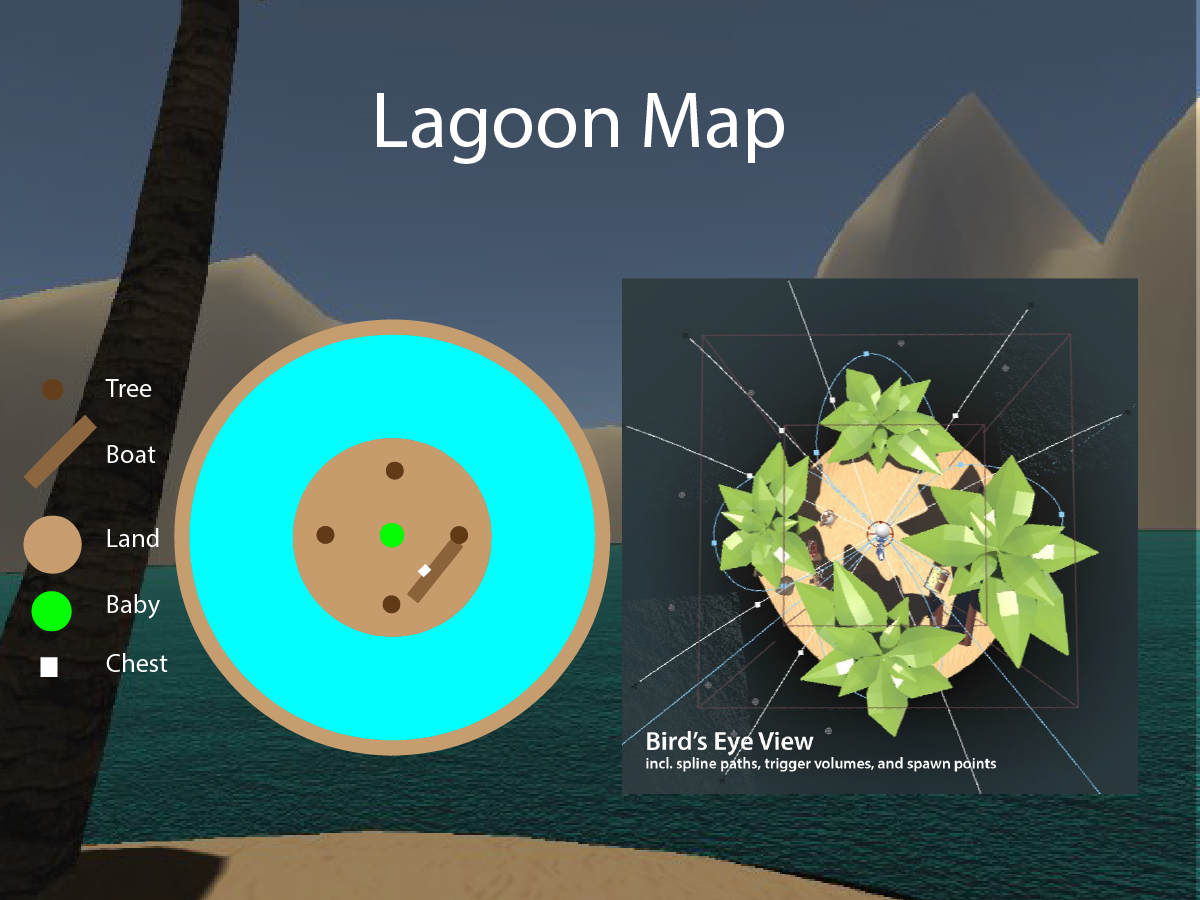 Lagoon Map
Tree
Boat
Land
Baby
Chest
Bird's Eye View
incl. spline paths, trigger volumes, and spawn points